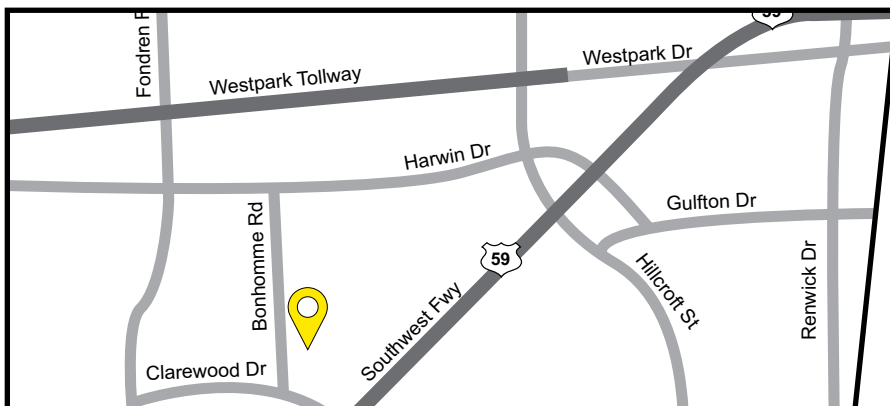 Fondren
59
Westpark Dr
Westpark Tollway
Harwin Dr
Gulfton Dr
Bonhomme Rd
59
Hillcroft St
Renwick Dr
Southwest Fwy
Clarewood Dr